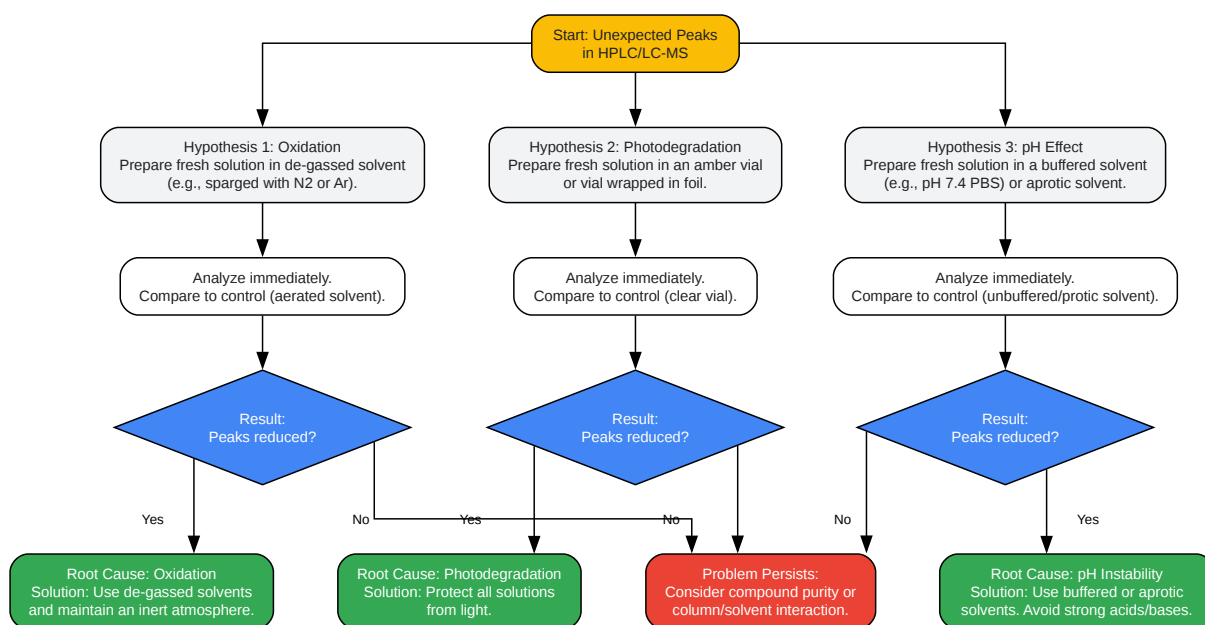 Start: Unexpected Peaks
in HPLC/LC-MS
Hypothesis 1: Oxidation
Prepare fresh solution in de-gassed solvent
(e.g., sparged with N2 or Ar).
Hypothesis 2: Photodegradation
Prepare fresh solution in an amber vial
or vial wrapped in foil.
Hypothesis 3: pH Effect
Prepare fresh solution in a buffered solvent
(e.g., pH 7.4 PBS) or aprotic solvent.
Analyze immediately.
Compare to control (aerated solvent).
Analyze immediately.
Compare to control (clear vial).
Analyze immediately.
Compare to control (unbuffered/protic solvent).
Result:
Peaks reduced?
Result:
Peaks reduced?
Result:
Peaks reduced?
Yes
No
Yes
No
No
Yes
Root Cause: Oxidation
Solution: Use de-gassed solvents
and maintain an inert atmosphere.
Root Cause: Photodegradation
Solution: Protect all solutions
from light.
Problem Persists:
Consider compound purity or
column/solvent interaction.
Root Cause: pH Instability
Solution: Use buffered or aprotic
solvents. Avoid strong acids/bases.